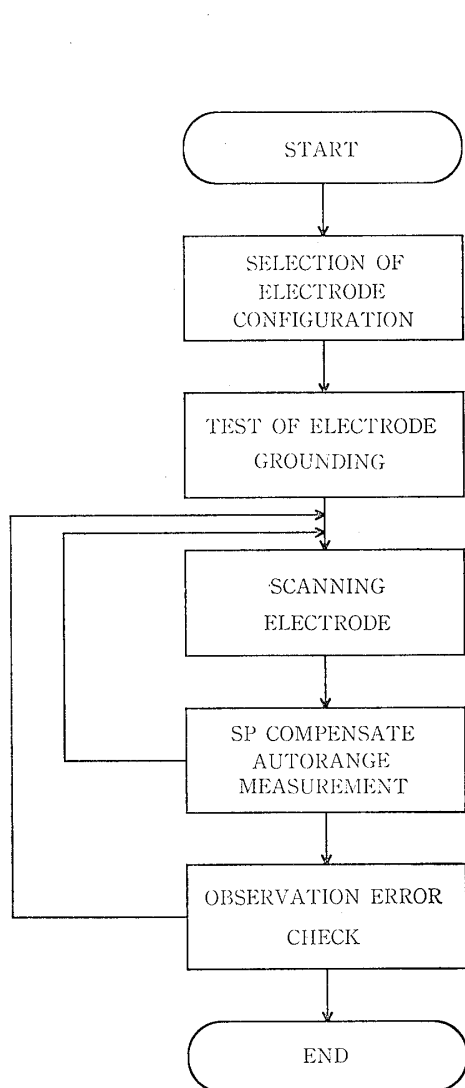 START
SELECTION OF
ELECTRODE
CONFIGURATION
TEST OF ELECTRODE
GROUNDING
SCANNING
ELECTRODE
SP COMPENSATE
AUTORANGE
MEASUREMENT
OBSERVATION ERROR
CHECK
END